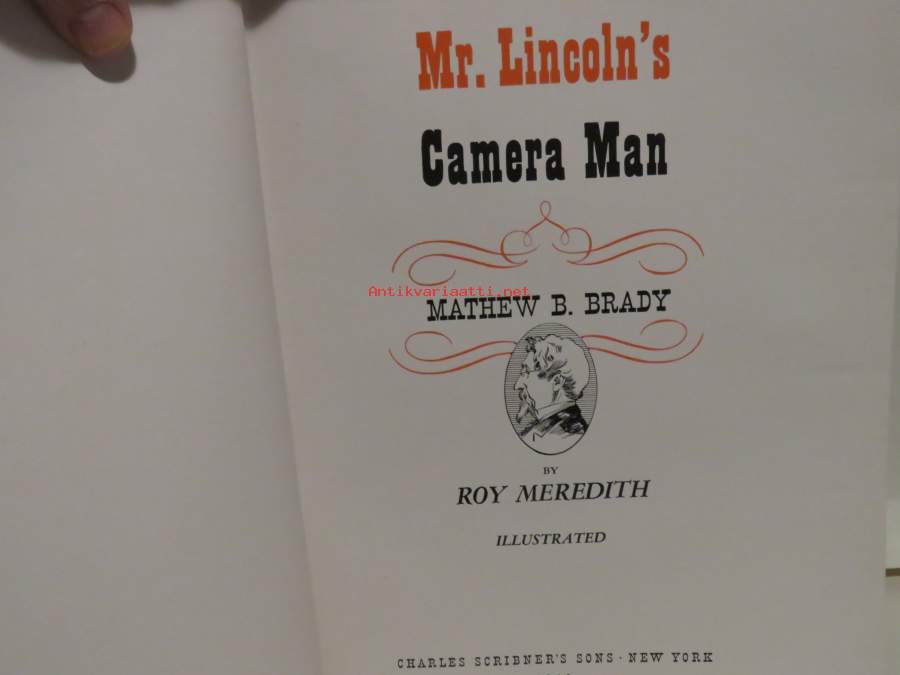 Mr. Lincoln's
Camera Man
Antikvariaatti.net
MATHEW B. BRADY
BY
ROY MEREDITH
ILLUSTRATED
CHARLES SCRIBNER'S SONS · NEW YORK